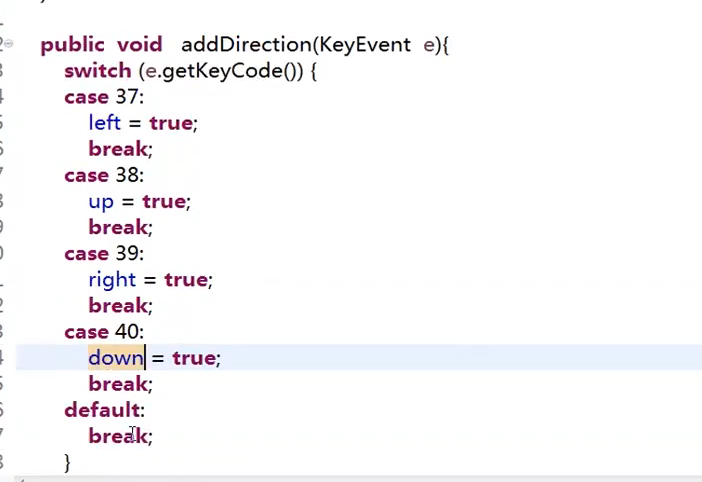 public void addDirection(KeyEvent e){
switch (e.getKeyCode()) {
case 37:
left = true;
break;
case 38:
up = true;
break;
case 39:
right = true;
break;
case 40:
down = true;
break;
default:
break;
}